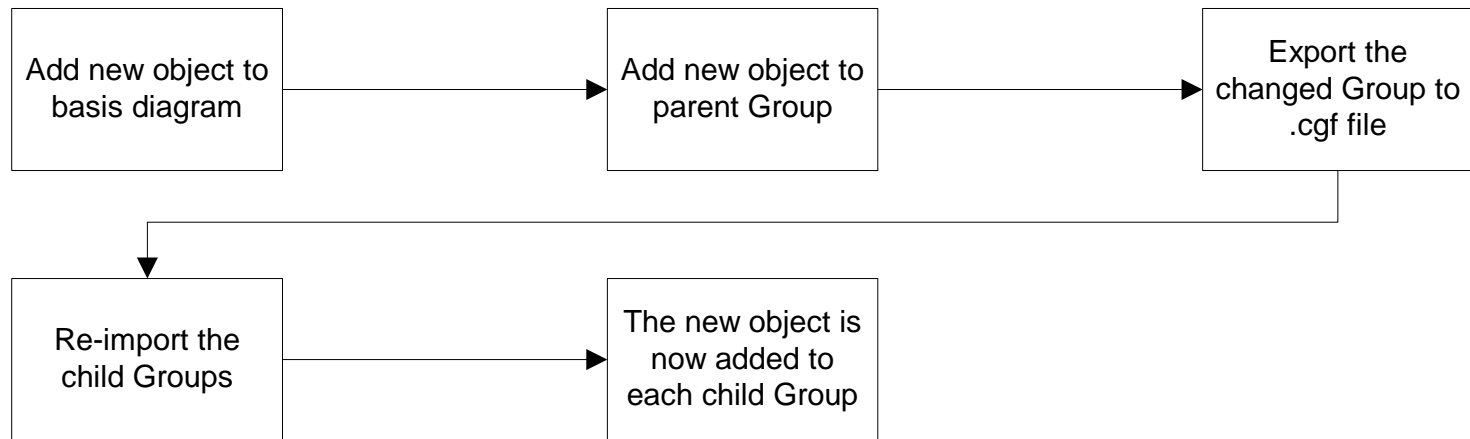 Add new object to
basis diagram
Add new object to
parent Group
Export the
changed Group to
.cgf file
Re-import the
child Groups
The new object is
now added to
each child Group